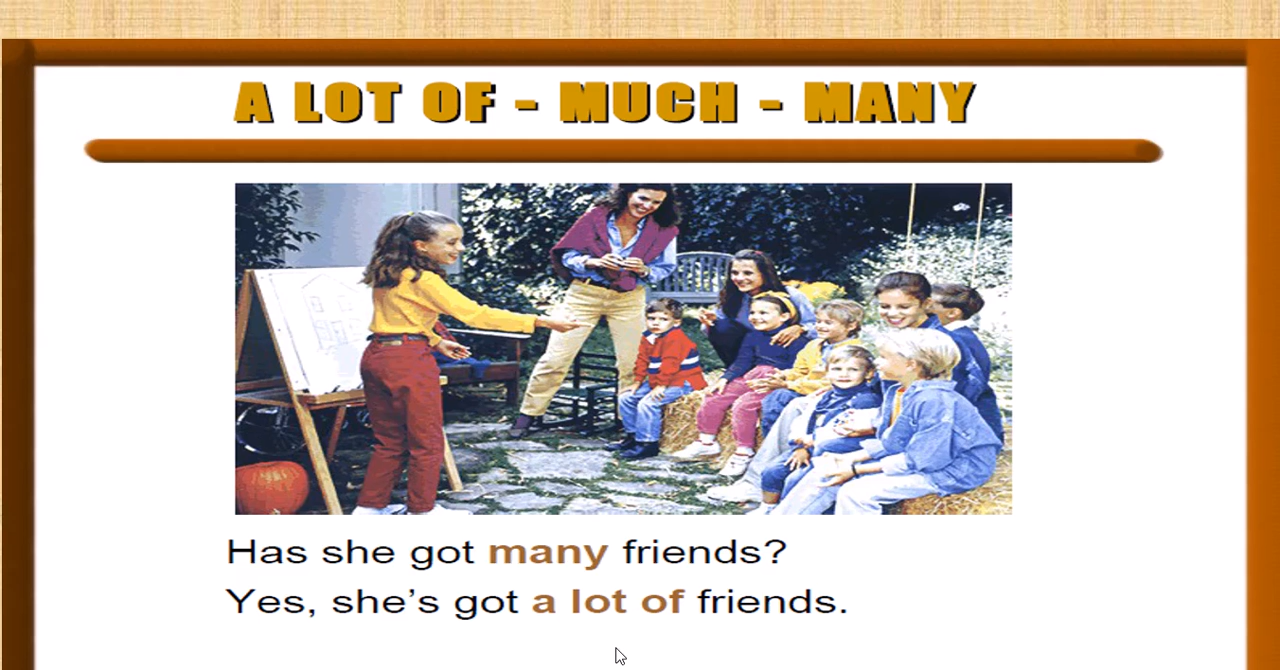 A LOT OF - MUCH - MANY
Has she got many friends?
Yes, she’s got a lot of friends.